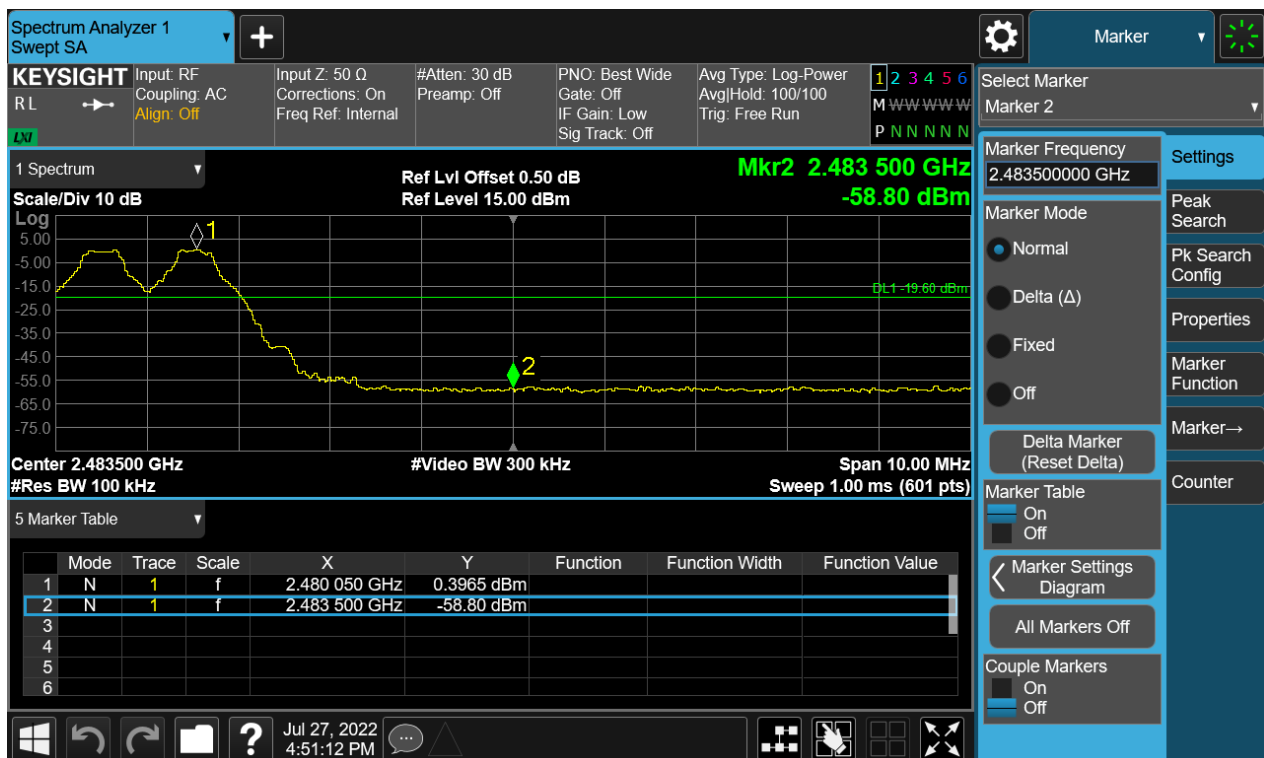 Spectrum Analyzer 1
Swept SA
Marker
KEYSIGHT
R L
LXI
Input: RF
Coupling: AC
Align: Off
Input Z: 50 Ω
Corrections: On
Freq Ref: Internal
#Atten: 30 dB
Preamp: Off
PNO: Best Wide
Gate: Off
IF Gain: Low
Sig Track: Off
Avg Type: Log-Power
Avg|Hold: 100/100
Trig: Free Run
1 2 3 4 5 6
M W W W W W
P N N N N N
1 Spectrum
Scale/Div 10 dB
Ref Lvl Offset 0.50 dB
Ref Level 15.00 dBm
Mkr2 2.483 500 GHz
-58.80 dBm
Log
5.00
-5.00
-15.0
-25.0
-35.0
-45.0
-55.0
-65.0
-75.0
1
DL1 -19.60 dBm
2
Center 2.483500 GHz
#Video BW 300 kHz
Span 10.00 MHz
#Res BW 100 kHz
Sweep 1.00 ms (601 pts)
5 Marker Table
Mode Trace Scale X Y Function Function Width Function Value
1 N 1 f 2.480 050 GHz 0.3965 dBm
2 N 1 f 2.483 500 GHz -58.80 dBm
3
4
5
6
?
Jul 27, 2022
4:51:12 PM
Select Marker
Marker 2
Marker Frequency
2.483500000 GHz
Marker Mode
Normal
Delta (Δ)
Fixed
Off
Delta Marker
(Reset Delta)
Marker Table
On
Off
Marker Settings
Diagram
All Markers Off
Couple Markers
On
Off
Settings
Peak
Search
Pk Search
Config
Properties
Marker
Function
Marker→
Counter